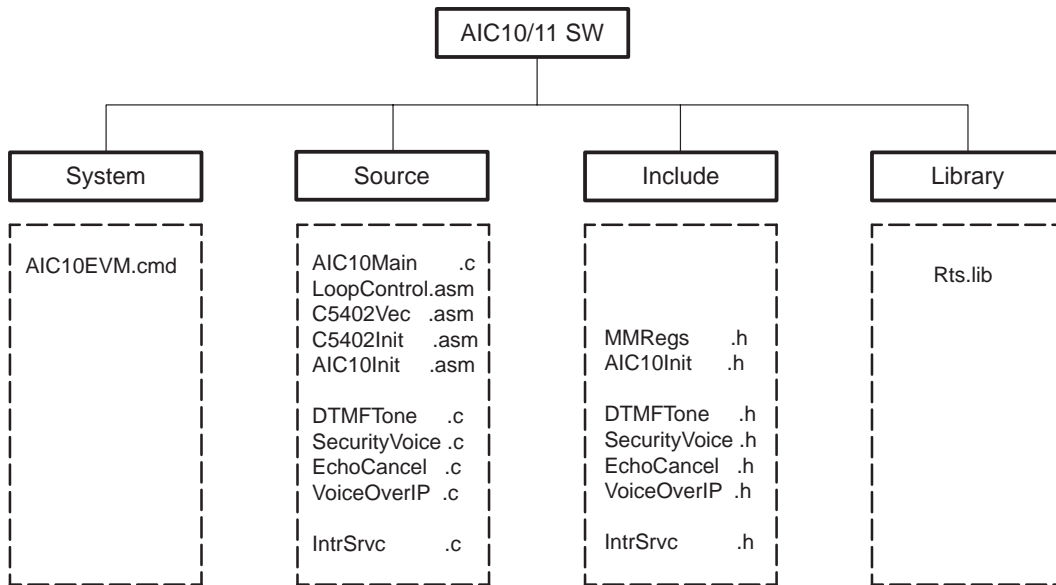 AIC10/11 SW
System
Source
Include
Library
AIC10EVM.cmd
AIC10Main .c
LoopControl.asm
C5402Vec .asm
C5402Init .asm
AIC10Init .asm
DTMFTone .c
SecurityVoice .c
EchoCancel .c
VoiceOverIP .c
IntrSrvc .c
MMRegs .h
AIC10Init .h
DTMFTone .h
SecurityVoice .h
EchoCancel .h
VoiceOverIP .h
IntrSrvc .h
Rts.lib